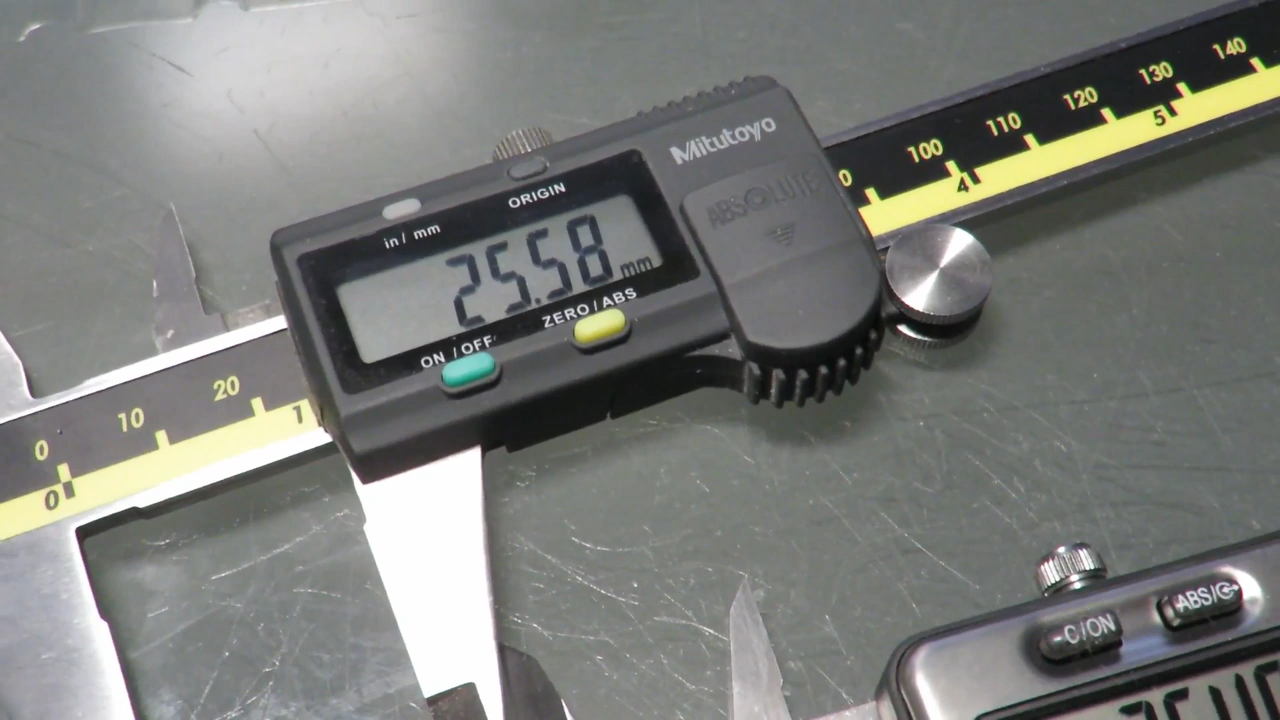 Mitutoyo
ABSOLUTE
ORIGIN
in / mm
25.58 mm
ZERO / ABS
ON / OFF
0 10 20
0 1
0 100 110 120 130 140
4 5
ABS/
C/ON